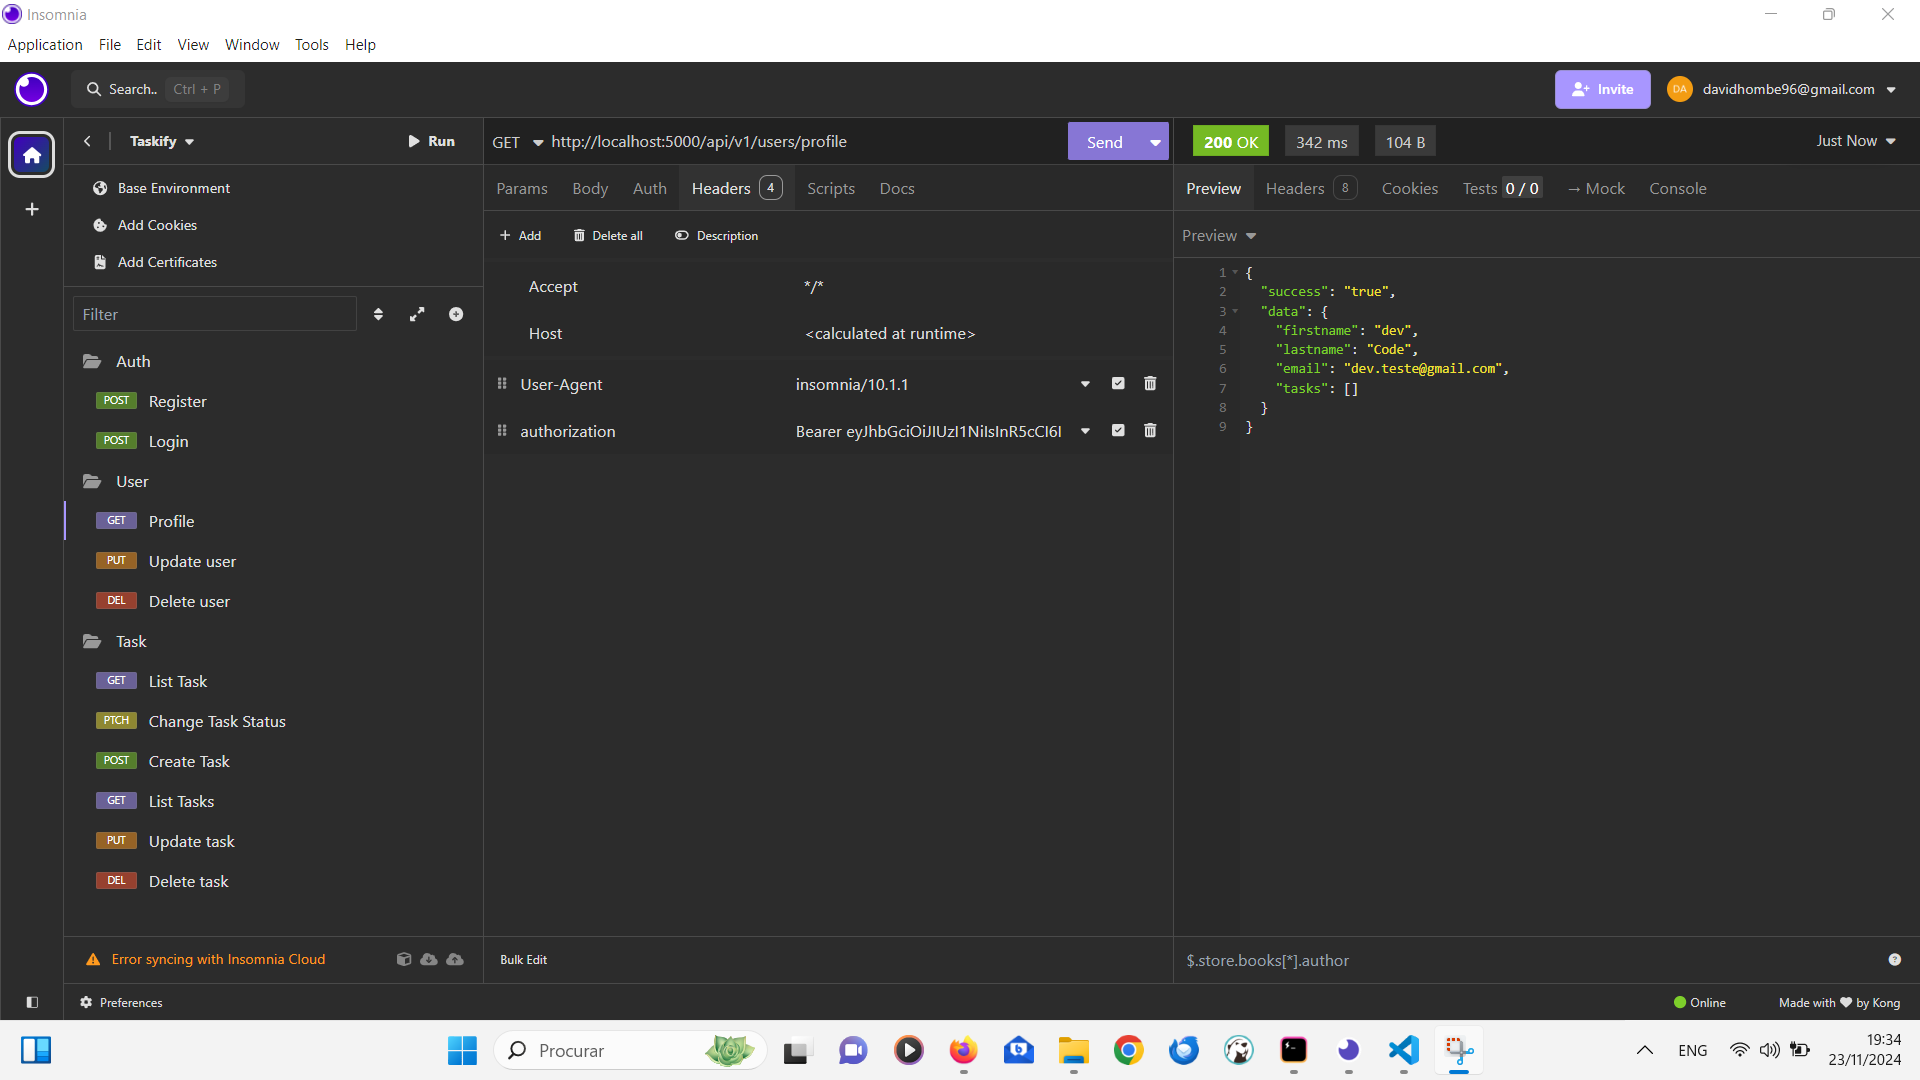 Insomnia
Application File Edit View Window Tools Help
Search.. Ctrl + P
Invite
DA davidhombe96@gmail.com
Taskify
Run
Base Environment
Add Cookies
Add Certificates
Filter
Auth
POST Register
POST Login
User
GET Profile
PUT Update user
DEL Delete user
Task
GET List Task
PTCH Change Task Status
POST Create Task
GET List Tasks
PUT Update task
DEL Delete task
Error syncing with Insomnia Cloud
Preferences
GET http://localhost:5000/api/v1/users/profile Send
Params Body Auth Headers 4 Scripts Docs
Add Delete all Description
Accept */*
Host <calculated at runtime>
User-Agent insomnia/10.1.1
authorization Bearer eyJhbGciOiJIUzI1NiIsInR5cCI6I
Bulk Edit
200 OK 342 ms 104 B Just Now
Preview Headers 8 Cookies Tests 0 / 0 → Mock Console
Preview
1 {
2 "success": "true",
3 "data": {
4 "firstname": "dev",
5 "lastname": "Code",
6 "email": "dev.teste@gmail.com",
7 "tasks": []
8 }
9 }
$.store.books[*].author
Online Made with ❤ by Kong
Procurar
ENG
19:34
23/11/2024